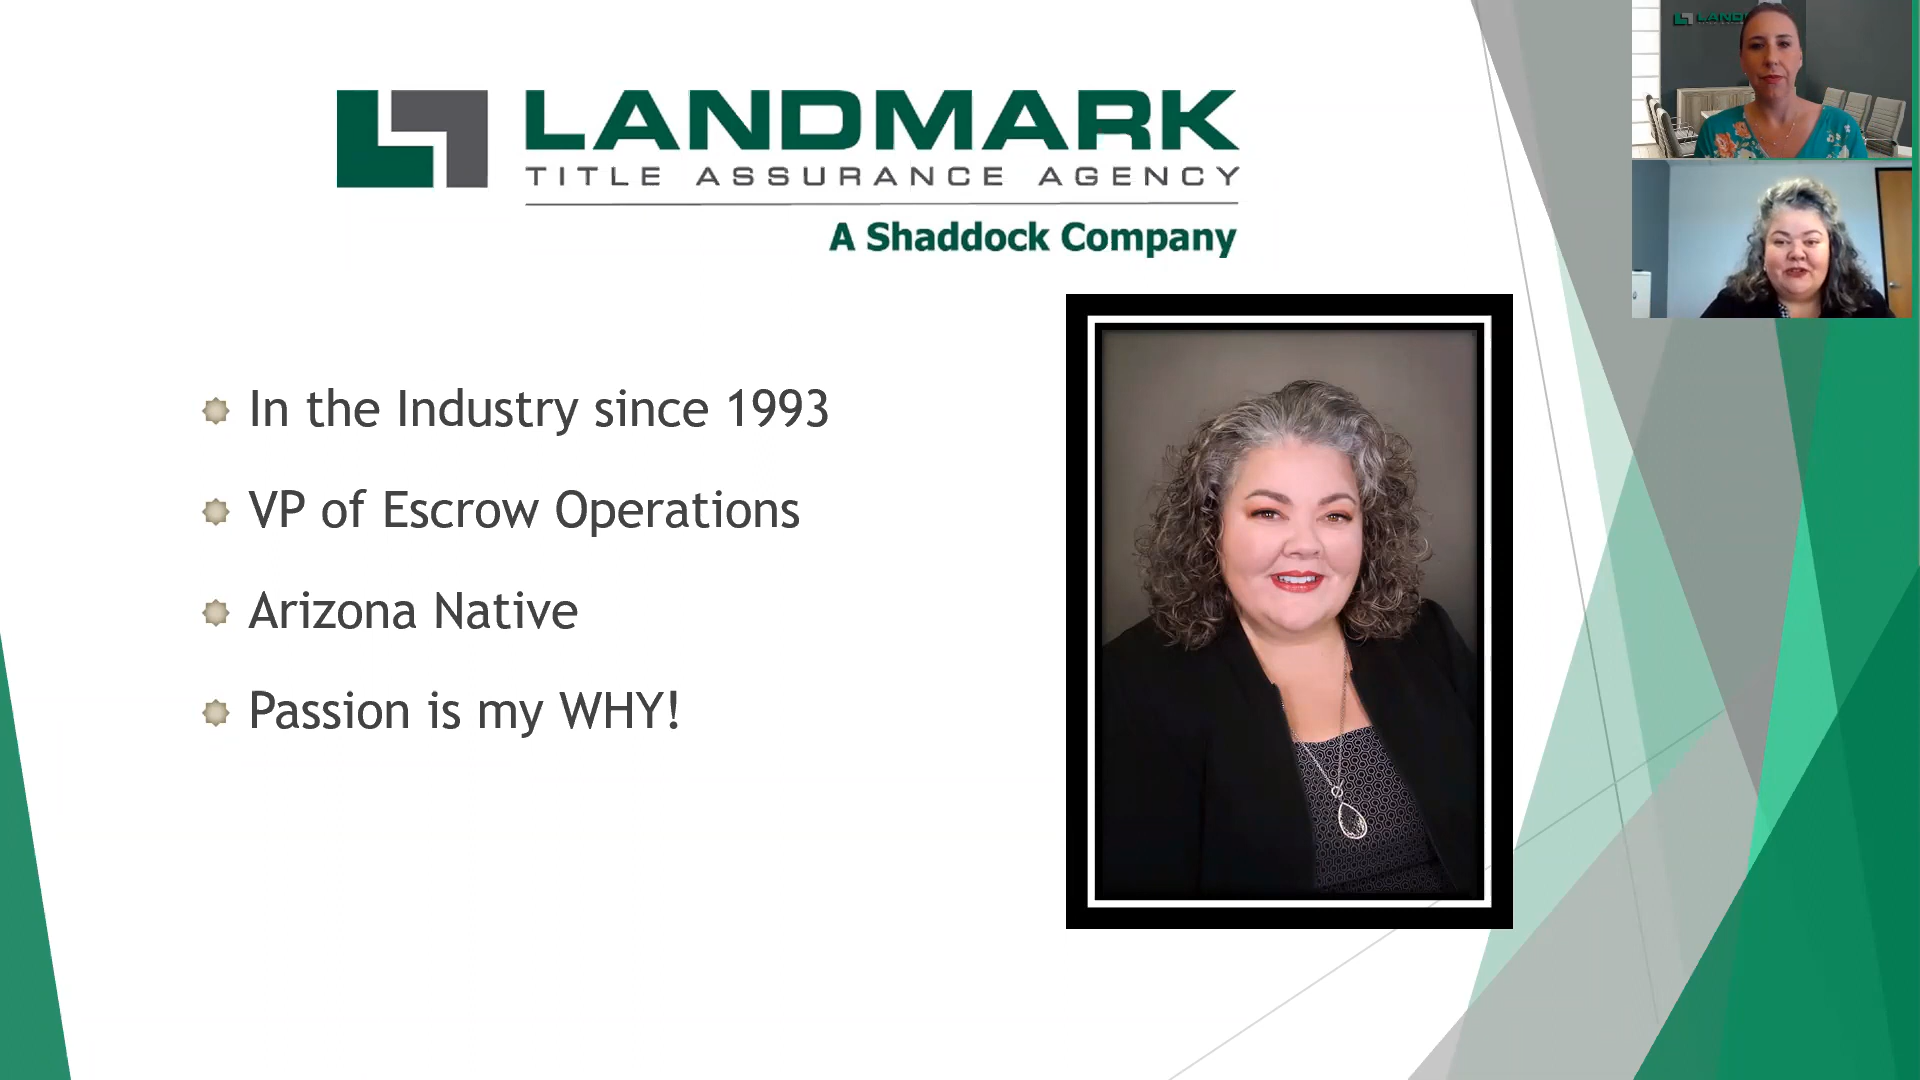 LANDMARK
TITLE ASSURANCE AGENCY
A Shaddock Company
In the Industry since 1993
VP of Escrow Operations
Arizona Native
Passion is my WHY!
LAND